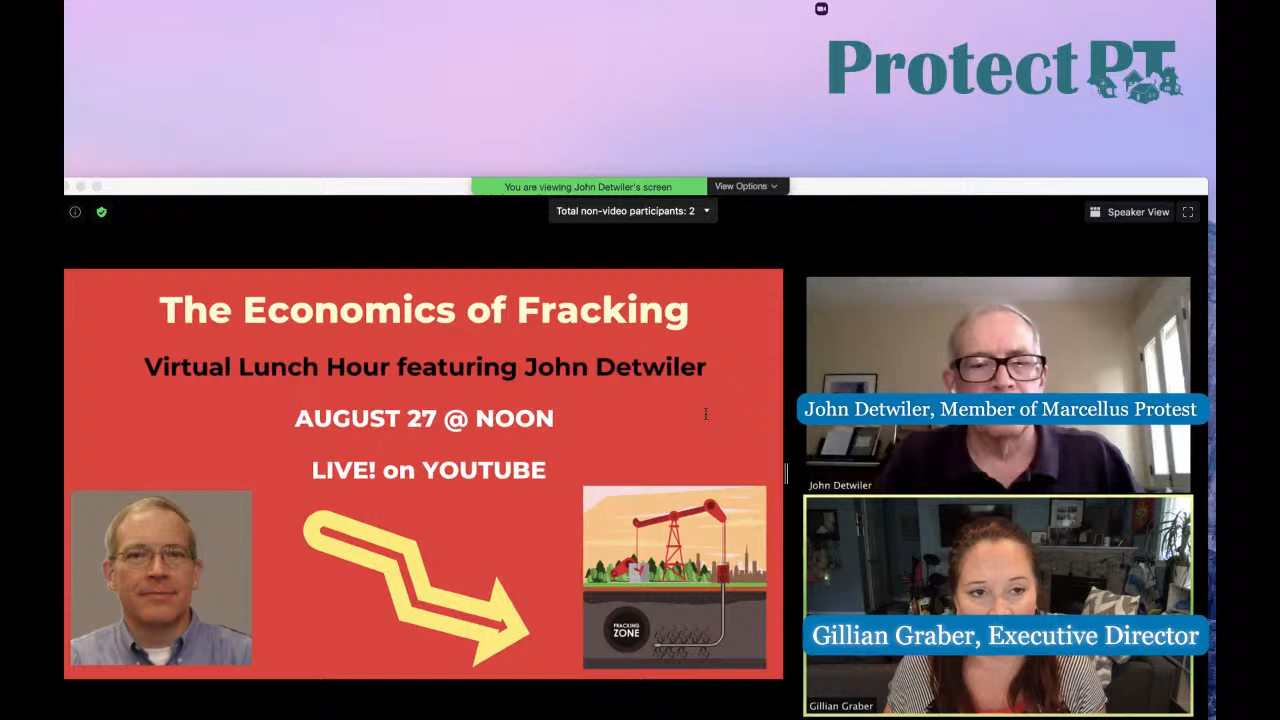 Protect PT
You are viewing John Detwiler's screen
View Options
Total non-video participants: 2
Speaker View
The Economics of Fracking
Virtual Lunch Hour featuring John Detwiler
AUGUST 27 @ NOON
LIVE! on YOUTUBE
FRACKING
ZONE
John Detwiler, Member of Marcellus Protest
John Detwiler
Gillian Graber, Executive Director
Gillian Graber